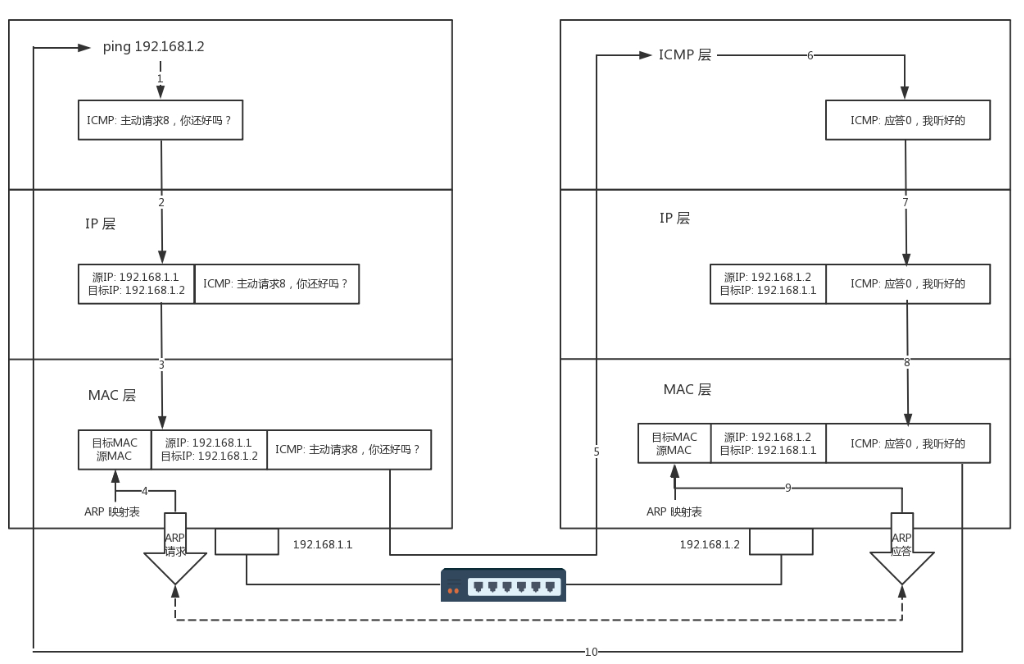 ping 192.168.1.2
1
ICMP: 主动请求8，你还好吗？
2
IP 层
源IP: 192.168.1.1
目标IP: 192.168.1.2
ICMP: 主动请求8，你还好吗？
3
MAC 层
目标MAC
源MAC
源IP: 192.168.1.1
目标IP: 192.168.1.2
ICMP: 主动请求8，你还好吗？
4
ARP 映射表
ARP
请求
192.168.1.1
5
ICMP 层
6
ICMP: 应答0，我听好的
7
IP 层
源IP: 192.168.1.2
目标IP: 192.168.1.1
ICMP: 应答0，我听好的
8
MAC 层
目标MAC
源MAC
源IP: 192.168.1.2
目标IP: 192.168.1.1
ICMP: 应答0，我听好的
9
ARP 映射表
ARP
应答
192.168.1.2
10